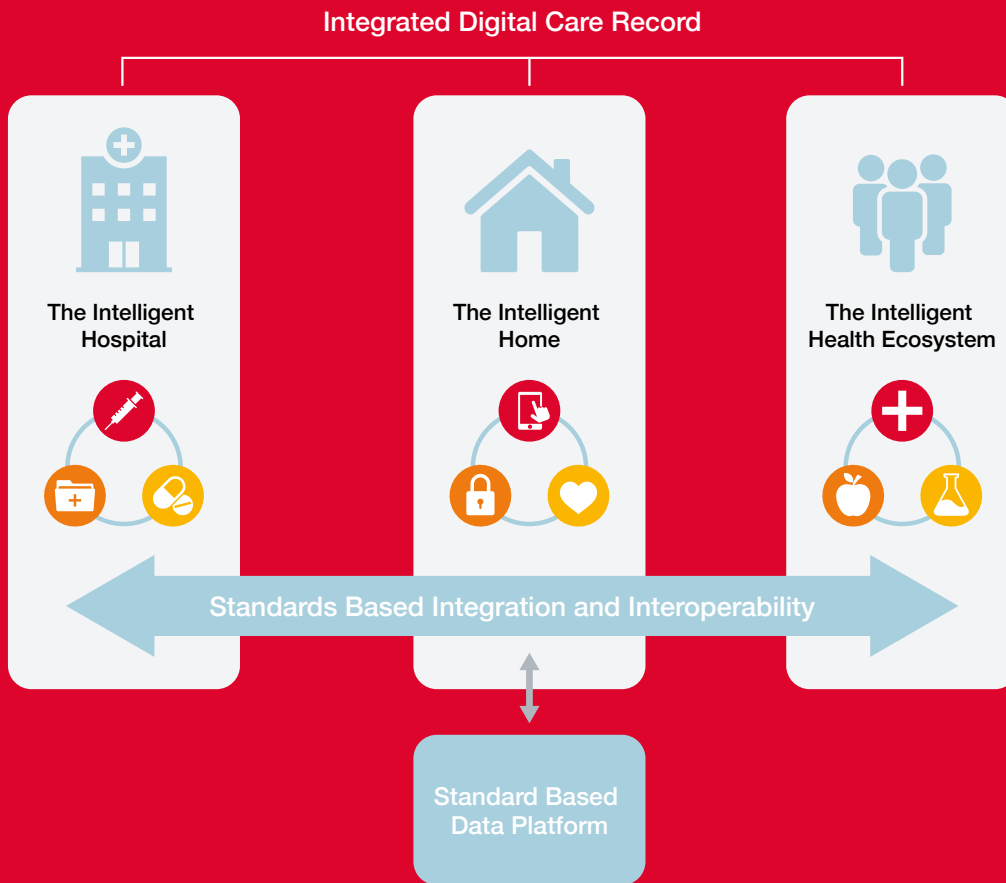 Integrated Digital Care Record
The Intelligent
Hospital
The Intelligent
Home
The Intelligent
Health Ecosystem
Standards Based Integration and Interoperability
Standard Based
Data Platform